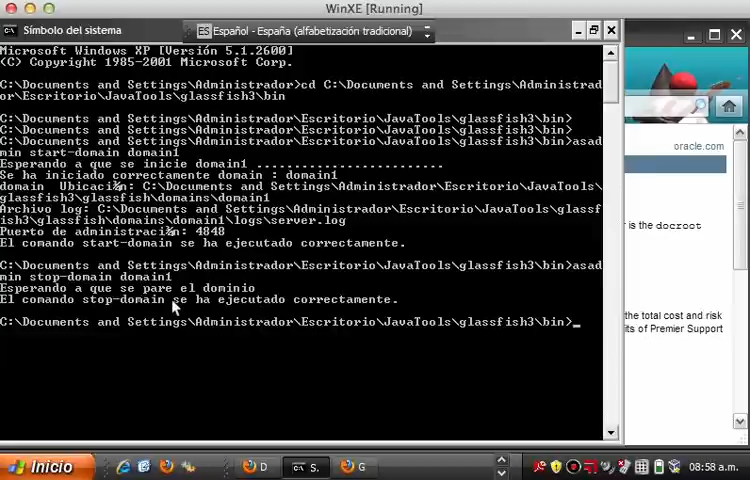 WinXE [Running]
Símbolo del sistema
ES Español - España (alfabetización tradicional)
Microsoft Windows XP [Versión 5.1.2600]
(C) Copyright 1985-2001 Microsoft Corp.
C:\Documents and Settings\Administrador>cd C:\Documents and Settings\Administrad
or\Escritorio\JavaTools\glassfish3\bin
C:\Documents and Settings\Administrador\Escritorio\JavaTools\glassfish3\bin>
C:\Documents and Settings\Administrador\Escritorio\JavaTools\glassfish3\bin>
C:\Documents and Settings\Administrador\Escritorio\JavaTools\glassfish3\bin>asad
min start-domain domain1
Esperando a que se inicie domain1 .........................
Se ha iniciado correctamente domain : domain1
domain  Ubicaci¾n: C:\Documents and Settings\Administrador\Escritorio\JavaTools\
glassfish3\glassfish\domains\domain1
Archivo log: C:\Documents and Settings\Administrador\Escritorio\JavaTools\glassf
ish3\glassfish\domains\domain1\logs\server.log
Puerto de administraci¾n: 4848
El comando start-domain se ha ejecutado correctamente.
C:\Documents and Settings\Administrador\Escritorio\JavaTools\glassfish3\bin>asad
min stop-domain domain1
Esperando a que se pare el dominio
El comando stop-domain se ha ejecutado correctamente.
C:\Documents and Settings\Administrador\Escritorio\JavaTools\glassfish3\bin>_
oracle.com
r is the docroot
the total cost and risk
its of Premier Support
Inicio
D
S.
G
08:58 a.m.